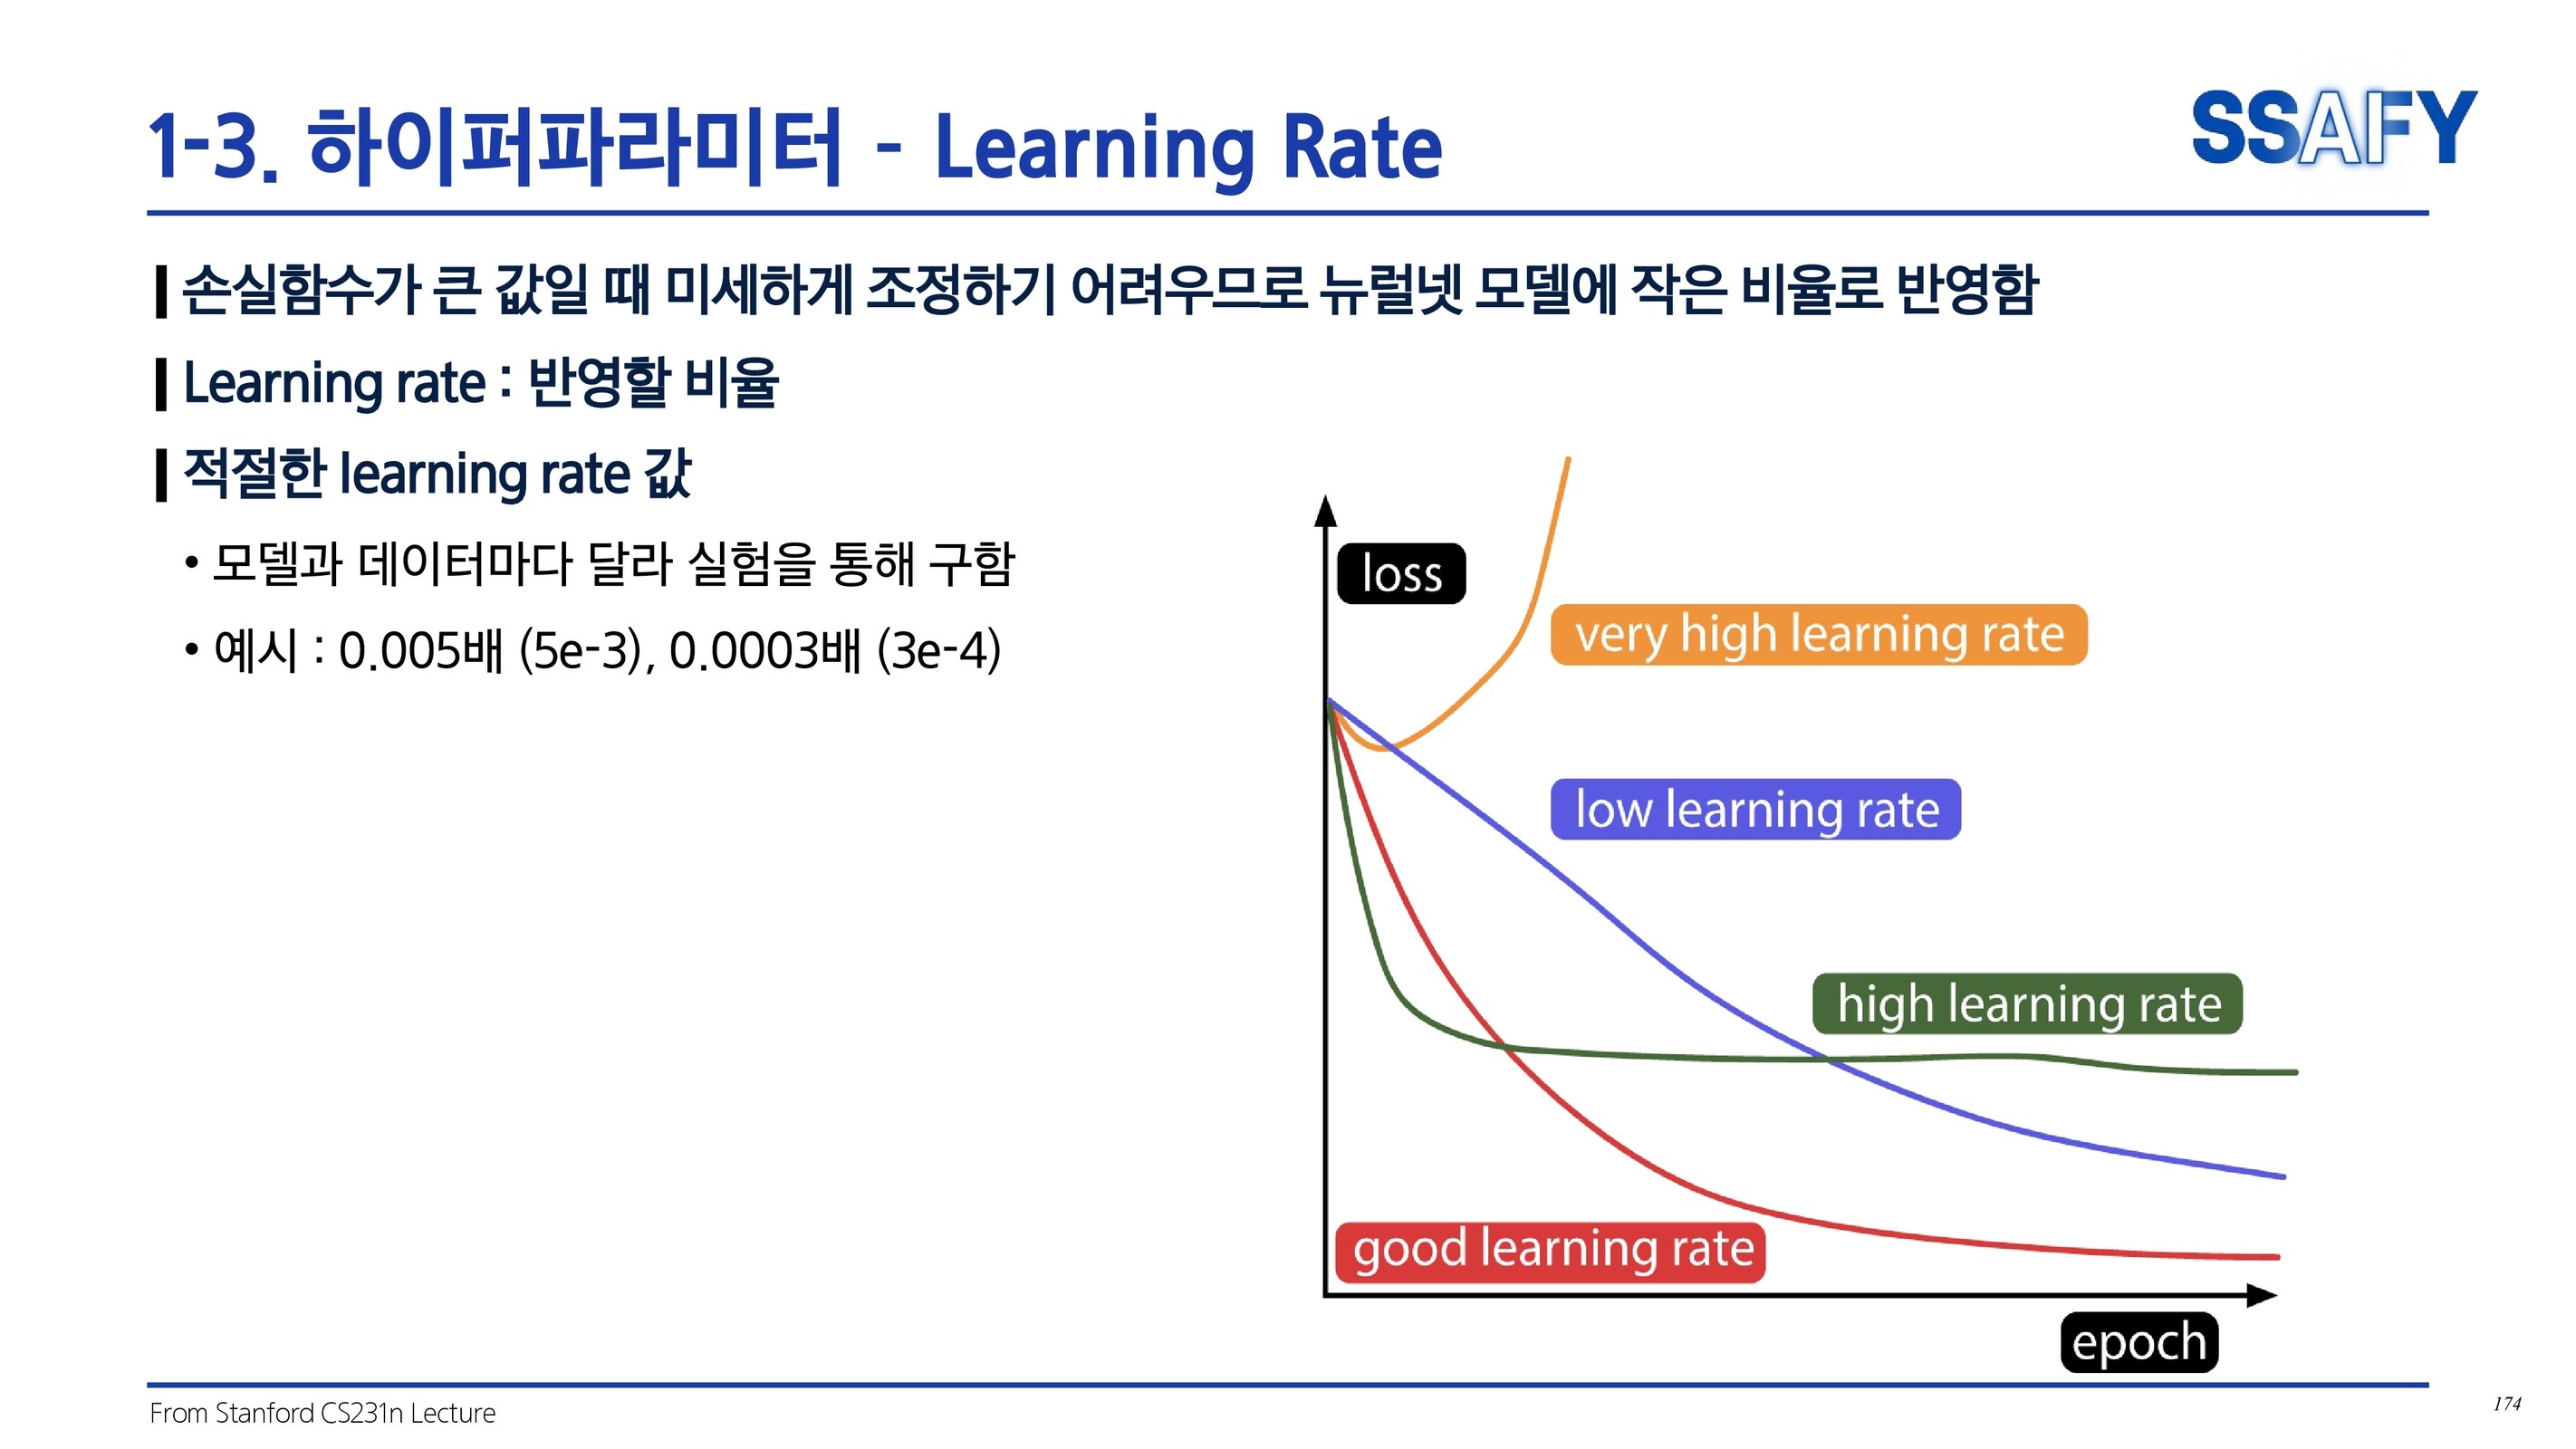 1-3. 하이퍼파라미터 - Learning Rate
SSAFY
손실함수가 큰 값일 때 미세하게 조정하기 어려우므로 뉴럴넷 모델에 작은 비율로 반영함
Learning rate : 반영할 비율
적절한 learning rate 값
• 모델과 데이터마다 달라 실험을 통해 구함
• 예시 : 0.005배 (5e-3), 0.0003배 (3e-4)
loss
very high learning rate
low learning rate
high learning rate
good learning rate
epoch
From Stanford CS231n Lecture
174